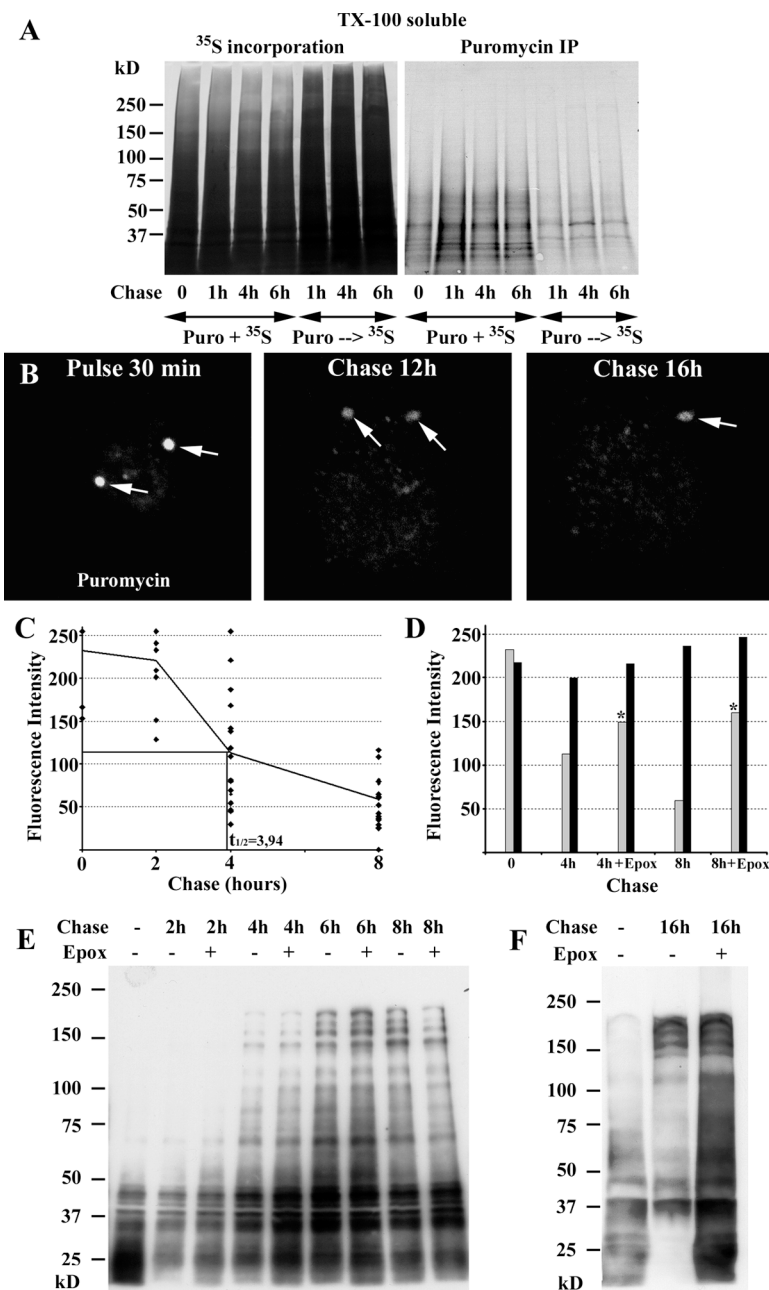 A
TX-100 soluble
³⁵S incorporation Puromycin IP
kD
250
150
100
75
50
37
Chase 0 1h 4h 6h 1h 4h 6h 0 1h 4h 6h 1h 4h 6h
Puro + ³⁵S Puro --> ³⁵S Puro + ³⁵S Puro --> ³⁵S
B
Pulse 30 min Chase 12h Chase 16h
Puromycin
C
Fluorescence Intensity
250
200
150
100
50
t1/2=3,94
0 2 4 8
Chase (hours)
D
Fluorescence Intensity
250
200
150
100
50
* *
0 4h 4h+Epox 8h 8h+Epox
Chase
E
Chase - 2h 2h 4h 4h 6h 6h 8h 8h
Epox - - + - + - + - +
250
150
100
75
50
37
25
kD
F
Chase - 16h 16h
Epox - - +
250
150
100
75
50
37
25
kD